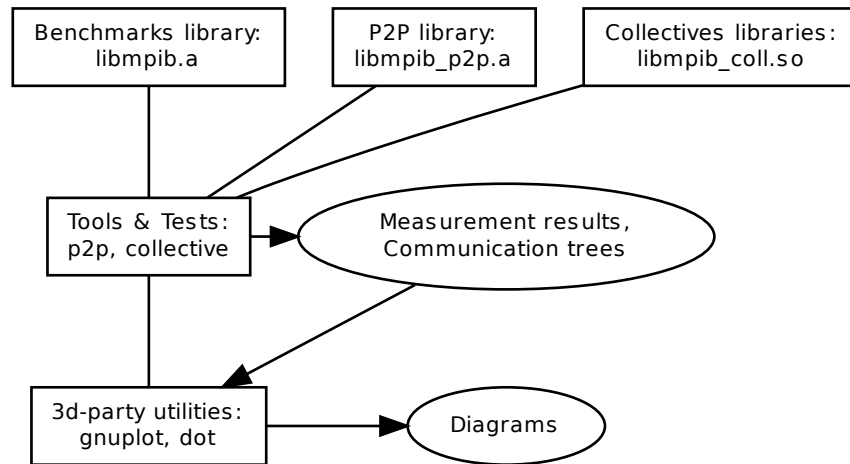 Benchmarks library:
libmpib.a
P2P library:
libmpib_p2p.a
Collectives libraries:
libmpib_coll.so
Tools & Tests:
p2p, collective
Measurement results,
Communication trees
3d-party utilities:
gnuplot, dot
Diagrams